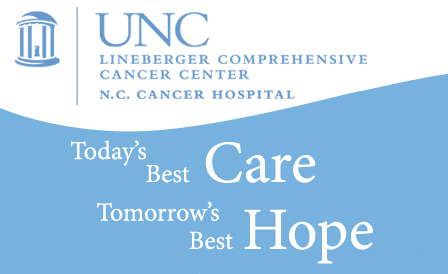 UNC
LINEBERGER COMPREHENSIVE
CANCER CENTER
N.C. CANCER HOSPITAL
Today's
Best Care
Tomorrow's
Best Hope